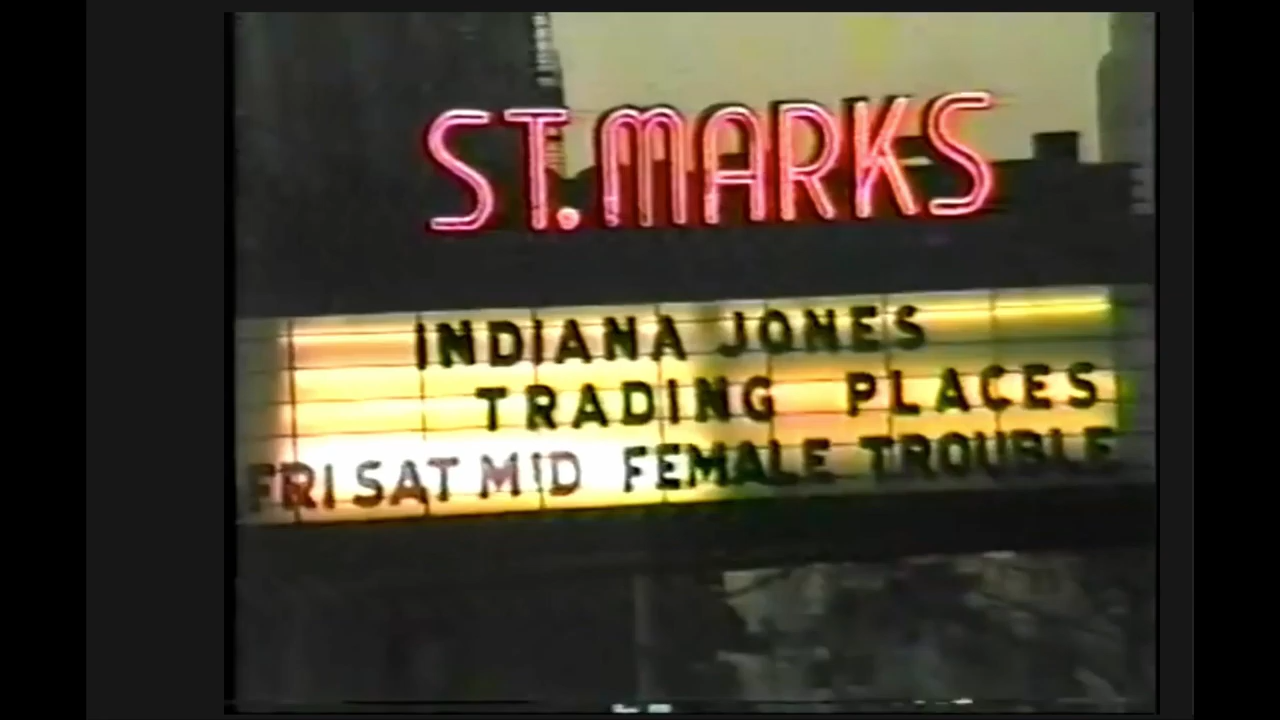 ST. MARKS
INDIANA JONES
TRADING PLACES
FRI SAT MID FEMALE TROUBLE